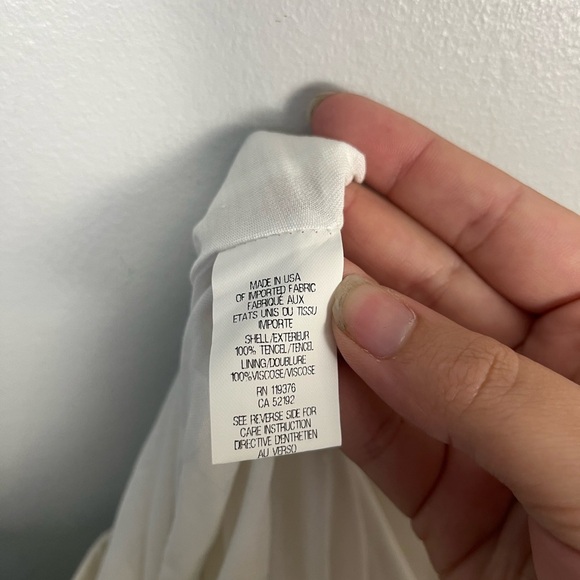 MADE IN USA
OF IMPORTED FABRIC
FABRIQUÉ AUX
ETATS UNIS DU TISSU
IMPORTE
SHELL/EXTERIEUR
100% TENCEL/TENCEL
LINING/DOUBLURE
100%VISCOSE/VISCOSE
RN 119376
CA 52192
SEE REVERSE SIDE FOR
CARE INSTRUCTION
DIRECTIVE D'ENTRETIEN
AU VERSO